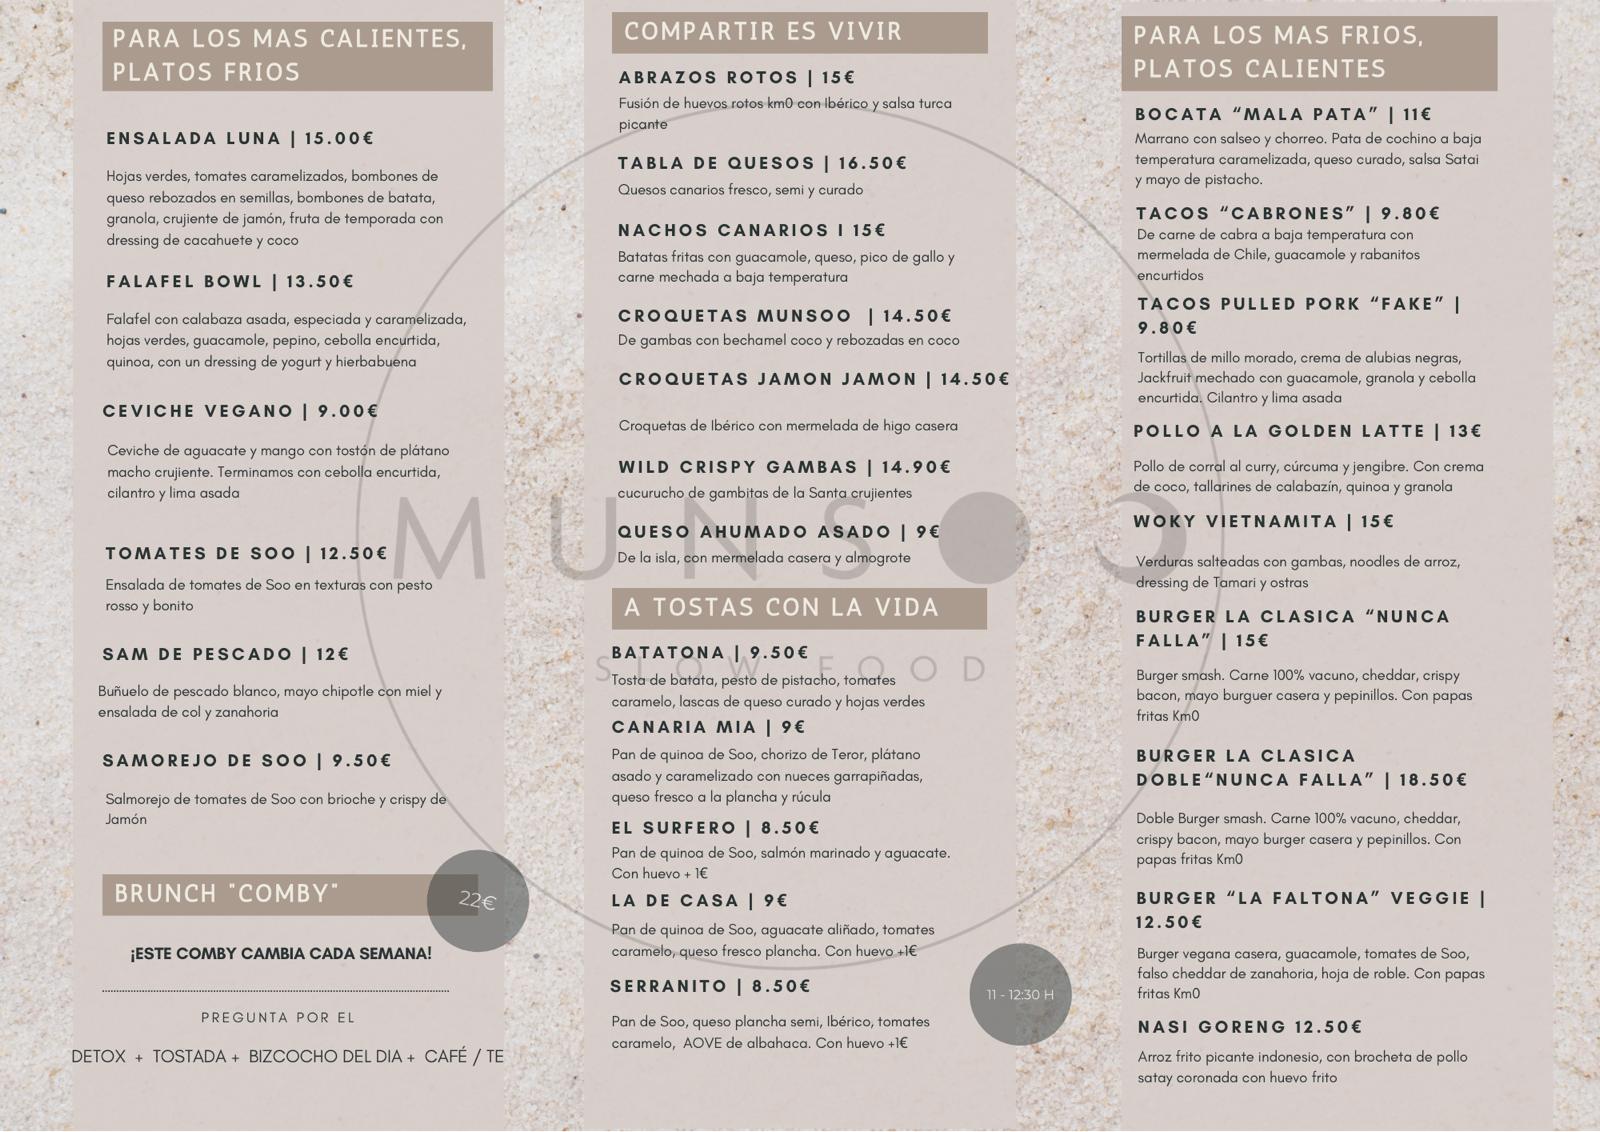 PARA LOS MAS CALIENTES,
PLATOS FRIOS
ENSALADA LUNA | 15.00€
Hojas verdes, tomates caramelizados, bombones de
queso rebozados en semillas, bombones de batata,
granola, crujiente de jamón, fruta de temporada con
dressing de cacahuete y coco
FALAFEL BOWL | 13.50€
Falafel con calabaza asada, especiada y caramelizada,
hojas verdes, guacamole, pepino, cebolla encurtida,
quinoa, con un dressing de yogurt y hierbabuena
CEVICHE VEGANO | 9.00€
Ceviche de aguacate y mango con tostón de plátano
macho crujiente. Terminamos con cebolla encurtida,
cilantro y lima asada
TOMATES DE SOO | 12.50€
Ensalada de tomates de Soo en texturas con pesto
rosso y bonito
SAM DE PESCADO | 12€
Buñuelo de pescado blanco, mayo chipotle con miel y
ensalada de col y zanahoria
SAMOREJO DE SOO | 9.50€
Salmorejo de tomates de Soo con brioche y crispy de
Jamón
BRUNCH "COMBY"
22€
¡ESTE COMBY CAMBIA CADA SEMANA!
PREGUNTA POR EL
DETOX + TOSTADA + BIZCOCHO DEL DIA + CAFÉ / TE
COMPARTIR ES VIVIR
ABRAZOS ROTOS | 15€
Fusión de huevos rotos km0 con Ibérico y salsa turca
picante
TABLA DE QUESOS | 16.50€
Quesos canarios fresco, semi y curado
NACHOS CANARIOS I 15€
Batatas fritas con guacamole, queso, pico de gallo y
carne mechada a baja temperatura
CROQUETAS MUNSOO | 14.50€
De gambas con bechamel coco y rebozadas en coco
CROQUETAS JAMON JAMON | 14.50€
Croquetas de Ibérico con mermelada de higo casera
WILD CRISPY GAMBAS | 14.90€
cucurucho de gambitas de la Santa crujientes
MUNSOO
QUESO AHUMADO ASADO | 9€
De la isla, con mermelada casera y almogrote
A TOSTAS CON LA VIDA
BATATONA | 9.50€
SLOW FOOD
Tosta de batata, pesto de pistacho, tomates
caramelo, lascas de queso curado y hojas verdes
CANARIA MIA | 9€
Pan de quinoa de Soo, chorizo de Teror, plátano
asado y caramelizado con nueces garrapiñadas,
queso fresco a la plancha y rúcula
EL SURFERO | 8.50€
Pan de quinoa de Soo, salmón marinado y aguacate.
Con huevo + 1€
LA DE CASA | 9€
Pan de quinoa de Soo, aguacate aliñado, tomates
caramelo, queso fresco plancha. Con huevo +1€
SERRANITO | 8.50€
11 - 12:30 H
Pan de Soo, queso plancha semi, Ibérico, tomates
caramelo, AOVE de albahaca. Con huevo +1€
PARA LOS MAS FRIOS,
PLATOS CALIENTES
BOCATA “MALA PATA” | 11€
Marrano con salseo y chorreo. Pata de cochino a baja
temperatura caramelizada, queso curado, salsa Satai
y mayo de pistacho.
TACOS “CABRONES” | 9.80€
De carne de cabra a baja temperatura con
mermelada de Chile, guacamole y rabanitos
encurtidos
TACOS PULLED PORK “FAKE” |
9.80€
Tortillas de millo morado, crema de alubias negras,
Jackfruit mechado con guacamole, granola y cebolla
encurtida. Cilantro y lima asada
POLLO A LA GOLDEN LATTE | 13€
Pollo de corral al curry, cúrcuma y jengibre. Con crema
de coco, tallarines de calabazín, quinoa y granola
WOKY VIETNAMITA | 15€
Verduras salteadas con gambas, noodles de arroz,
dressing de Tamari y ostras
BURGER LA CLASICA “NUNCA
FALLA” | 15€
Burger smash. Carne 100% vacuno, cheddar, crispy
bacon, mayo burguer casera y pepinillos. Con papas
fritas Km0
BURGER LA CLASICA
DOBLE“NUNCA FALLA” | 18.50€
Doble Burger smash. Carne 100% vacuno, cheddar,
crispy bacon, mayo burger casera y pepinillos. Con
papas fritas Km0
BURGER “LA FALTONA” VEGGIE |
12.50€
Burger vegana casera, guacamole, tomates de Soo,
falso cheddar de zanahoria, hoja de roble. Con papas
fritas Km0
NASI GORENG 12.50€
Arroz frito picante indonesio, con brocheta de pollo
satay coronada con huevo frito